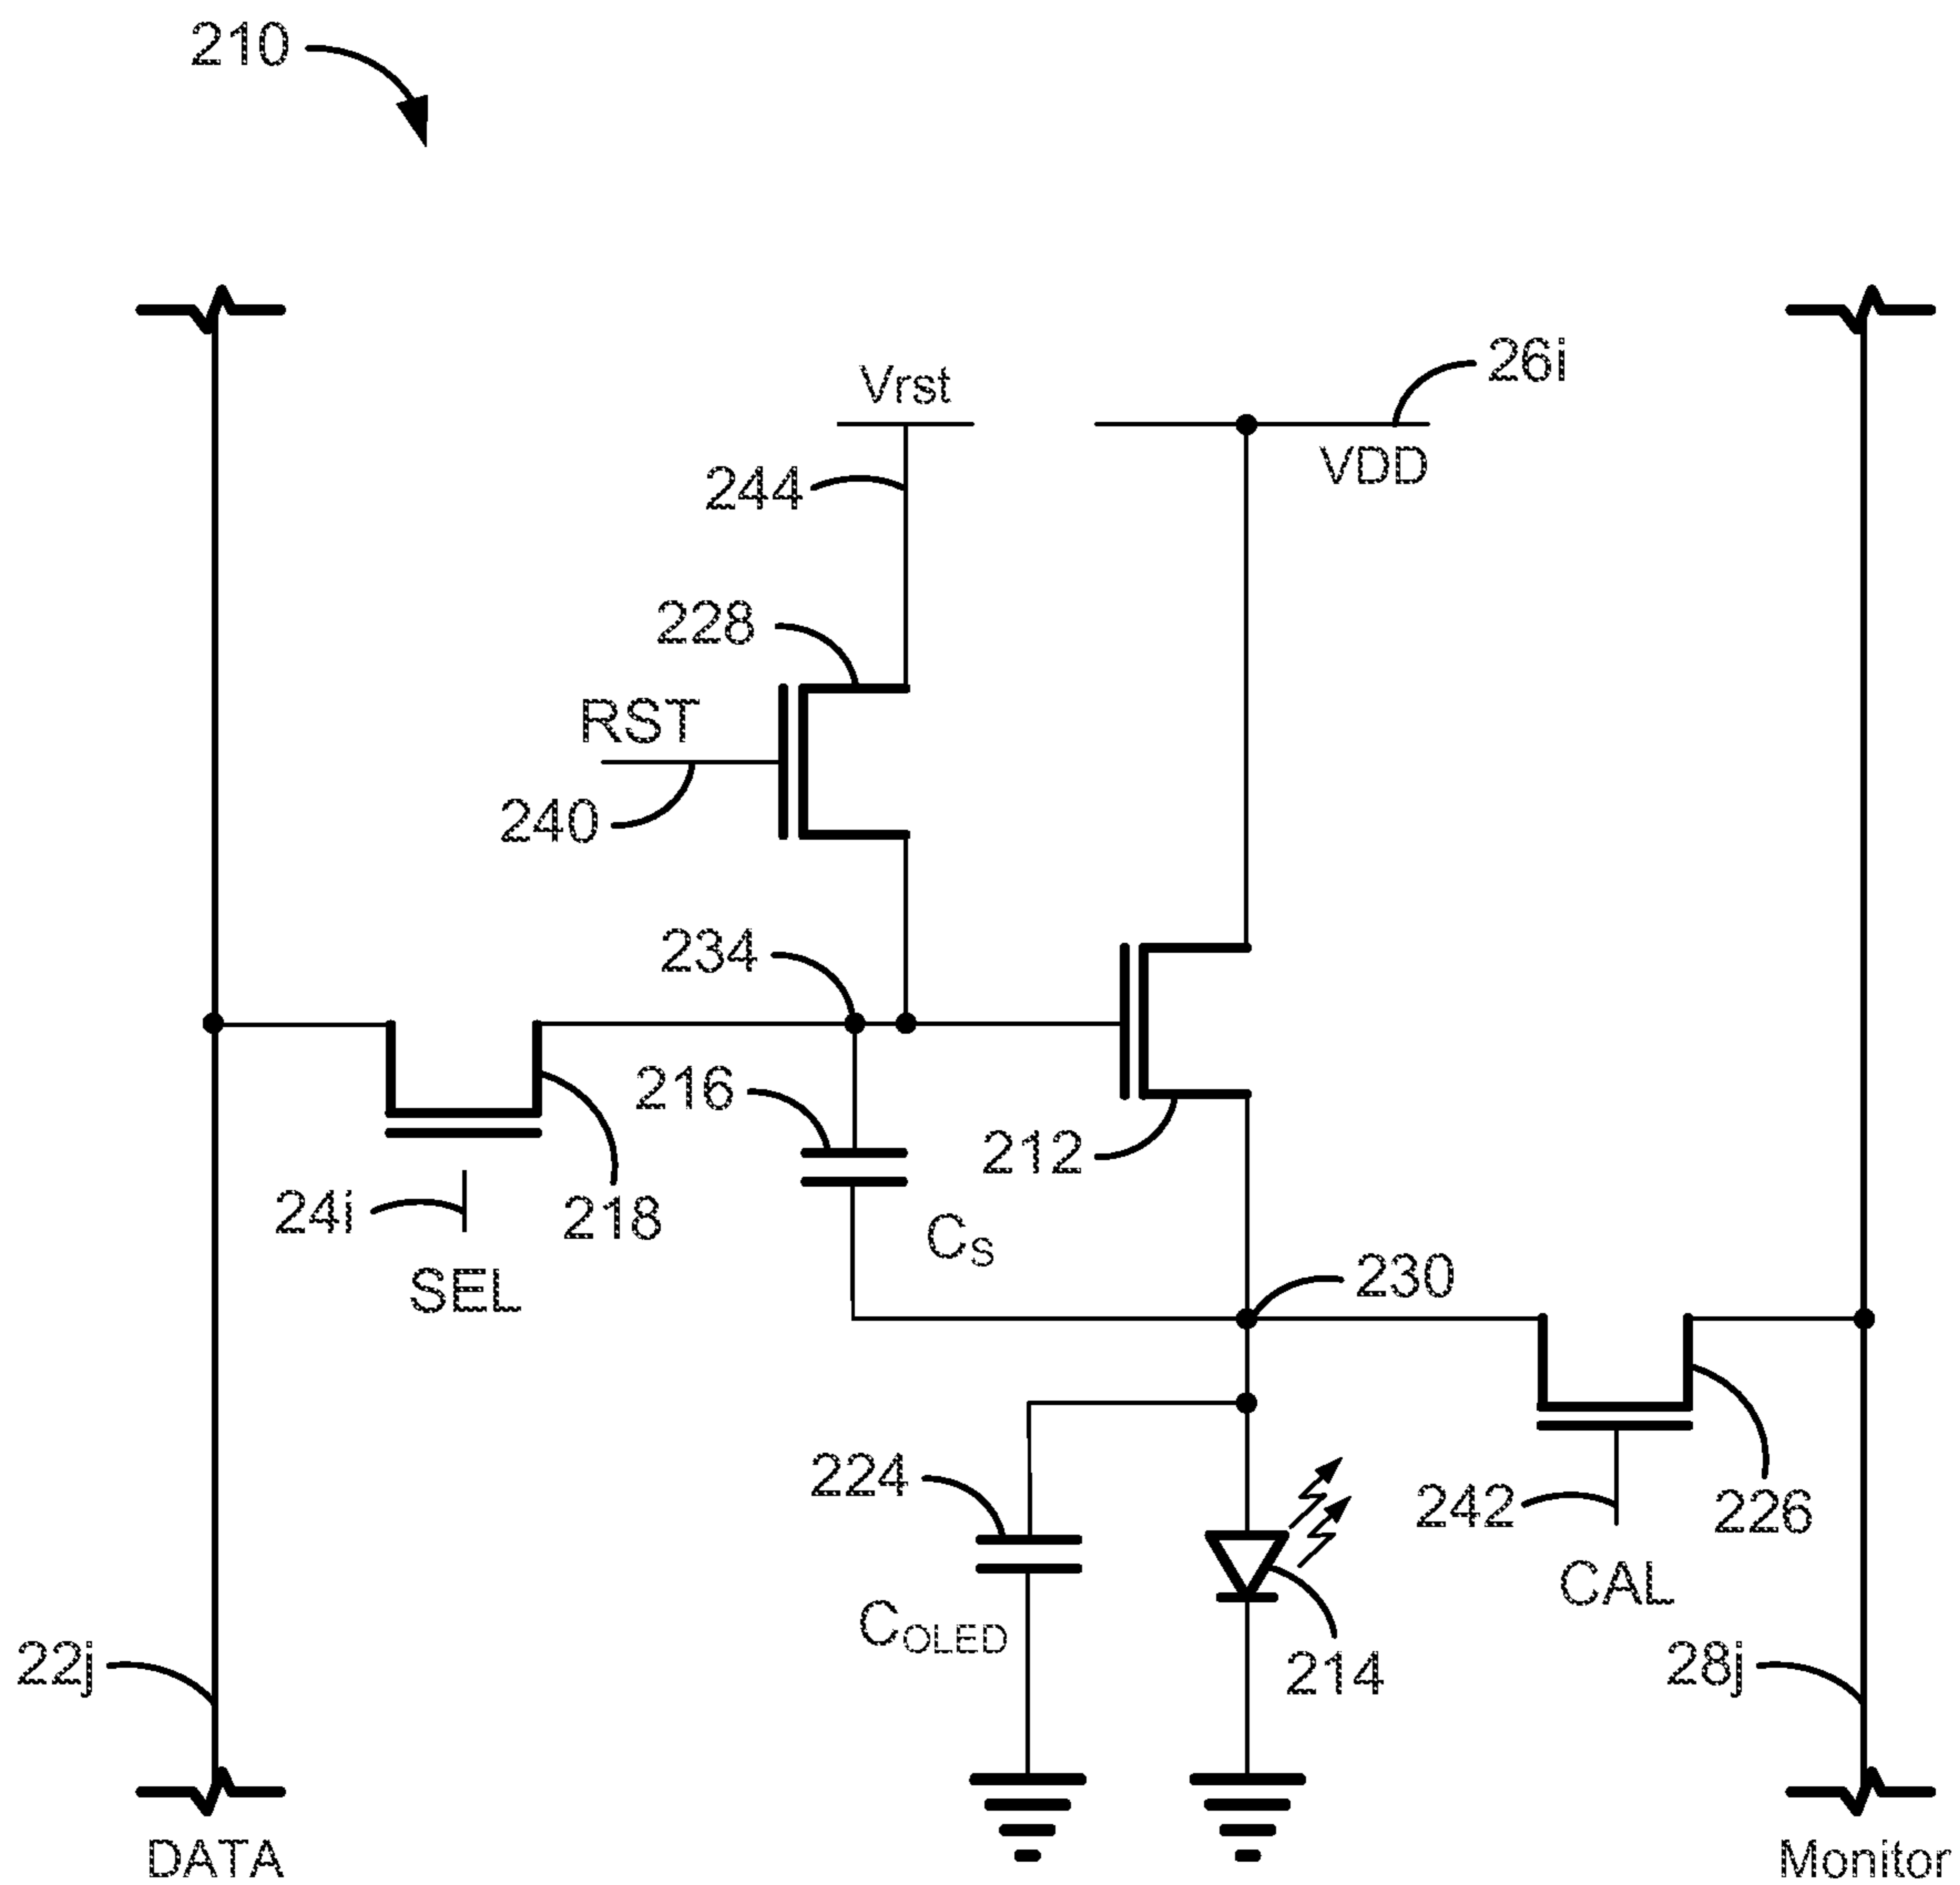 210
26i
Vrst
VDD
244
228
RST
240
234
216
212
24i
218
CS
SEL
230
224
242
226
CAL
COLED
22j
214
28j
DATA
Monitor